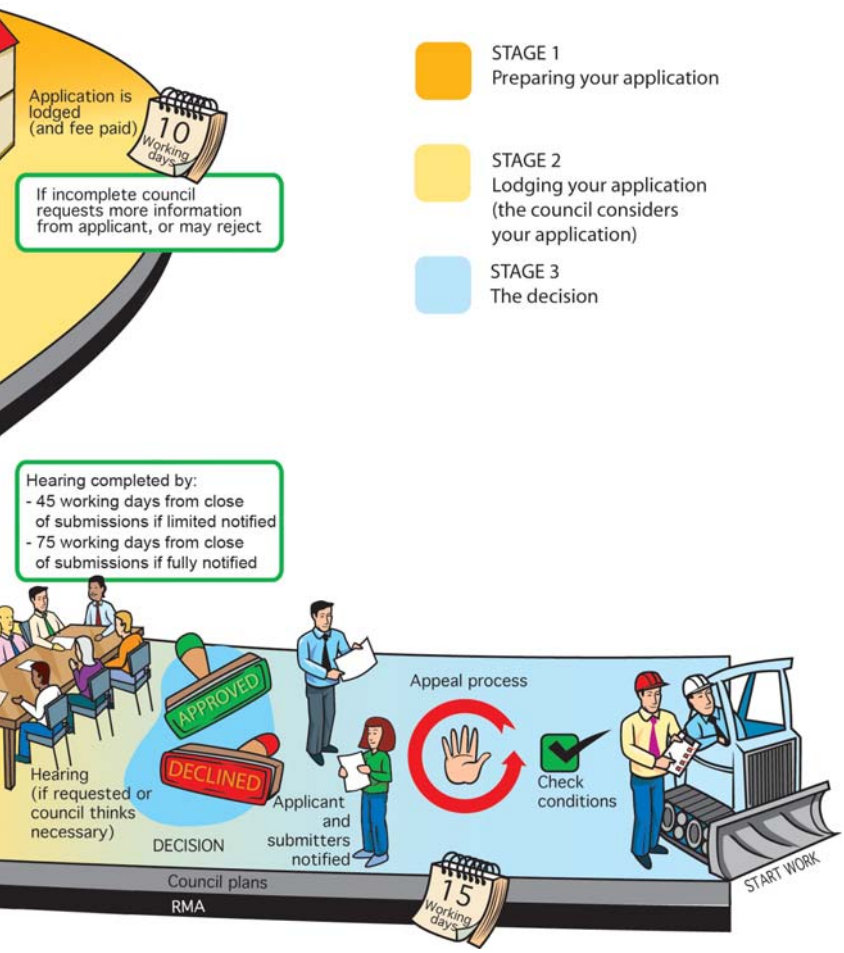 STAGE 1
Preparing your application
Application is
lodged
(and fee paid)
10
Working
days
If incomplete council
requests more information
from applicant, or may reject
STAGE 2
Lodging your application
(the council considers
your application)
STAGE 3
The decision
Hearing completed by:
- 45 working days from close
of submissions if limited notified
- 75 working days from close
of submissions if fully notified
APPROVED
DECLINED
Hearing
(if requested or
council thinks
necessary)
DECISION
Applicant
and
submitters
notified
Appeal process
Check
conditions
START WORK
Council plans
RMA
15
Working
days